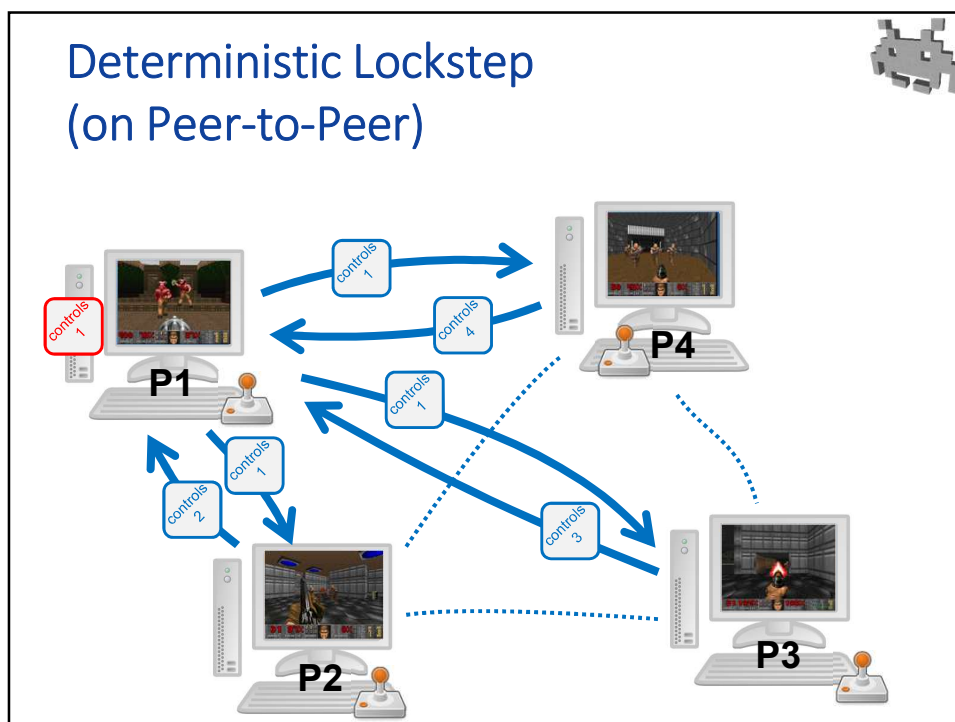 Deterministic Lockstep
(on Peer-to-Peer)
controls
1
controls
4
controls
1
P4
P1
controls
1
controls
1
controls
2
controls
3
P3
P2